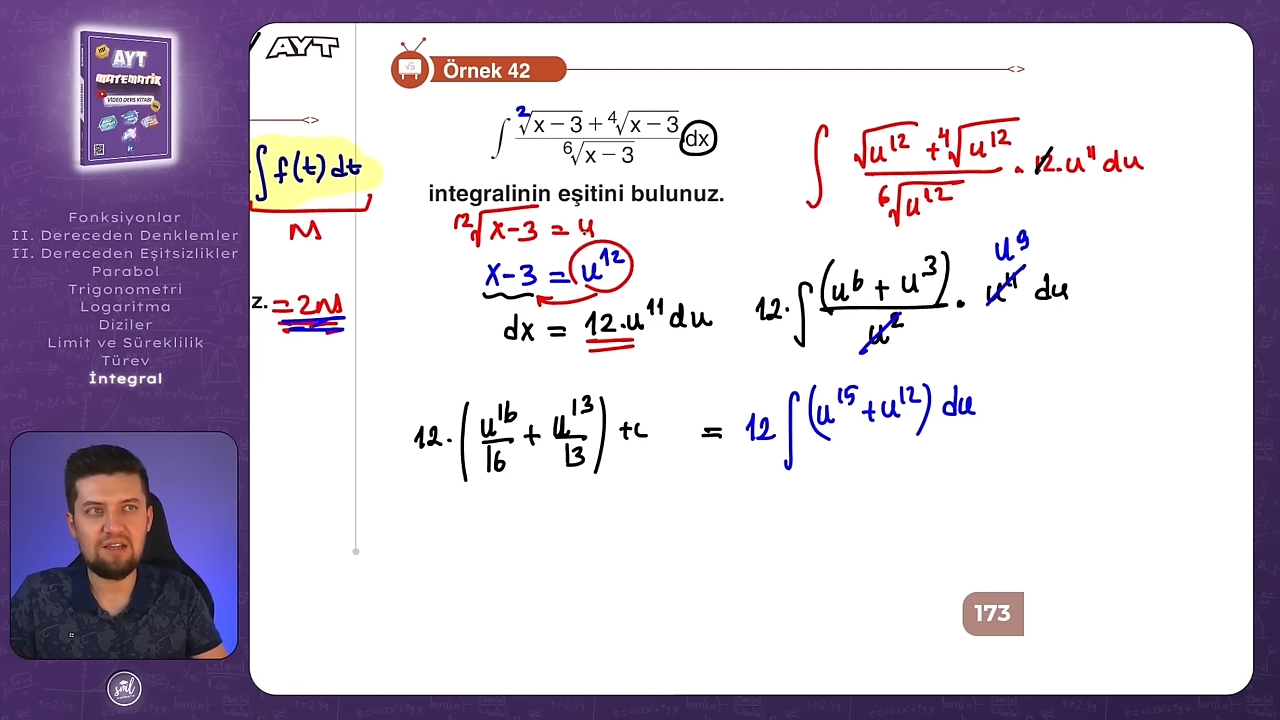 AYT
AYT
MATEMATİK
VİDEO DERS KİTABI
Fonksiyonlar
II. Dereceden Denklemler
II. Dereceden Eşitsizlikler
Parabol
Trigonometri
Logaritma
Diziler
Limit ve Süreklilik
Türev
İntegral
sml
∫ f(t) dt
M
z. = 2M
Örnek 42
∫ (²√(x − 3) + ⁴√(x − 3)) / ⁶√(x − 3) dx
integralinin eşitini bulunuz.
¹²√(x − 3) = u
x − 3 = u¹²
dx = 12.u¹¹ du
∫ (√u¹² + ⁴√u¹²) / ⁶√u¹² . 12.u¹¹ du
12. ∫ (u⁶ + u³) / u² . u¹¹ du
u⁹
12. (u¹⁶/16 + u¹³/13) + c = 12 ∫ (u¹⁵ + u¹²) du
173